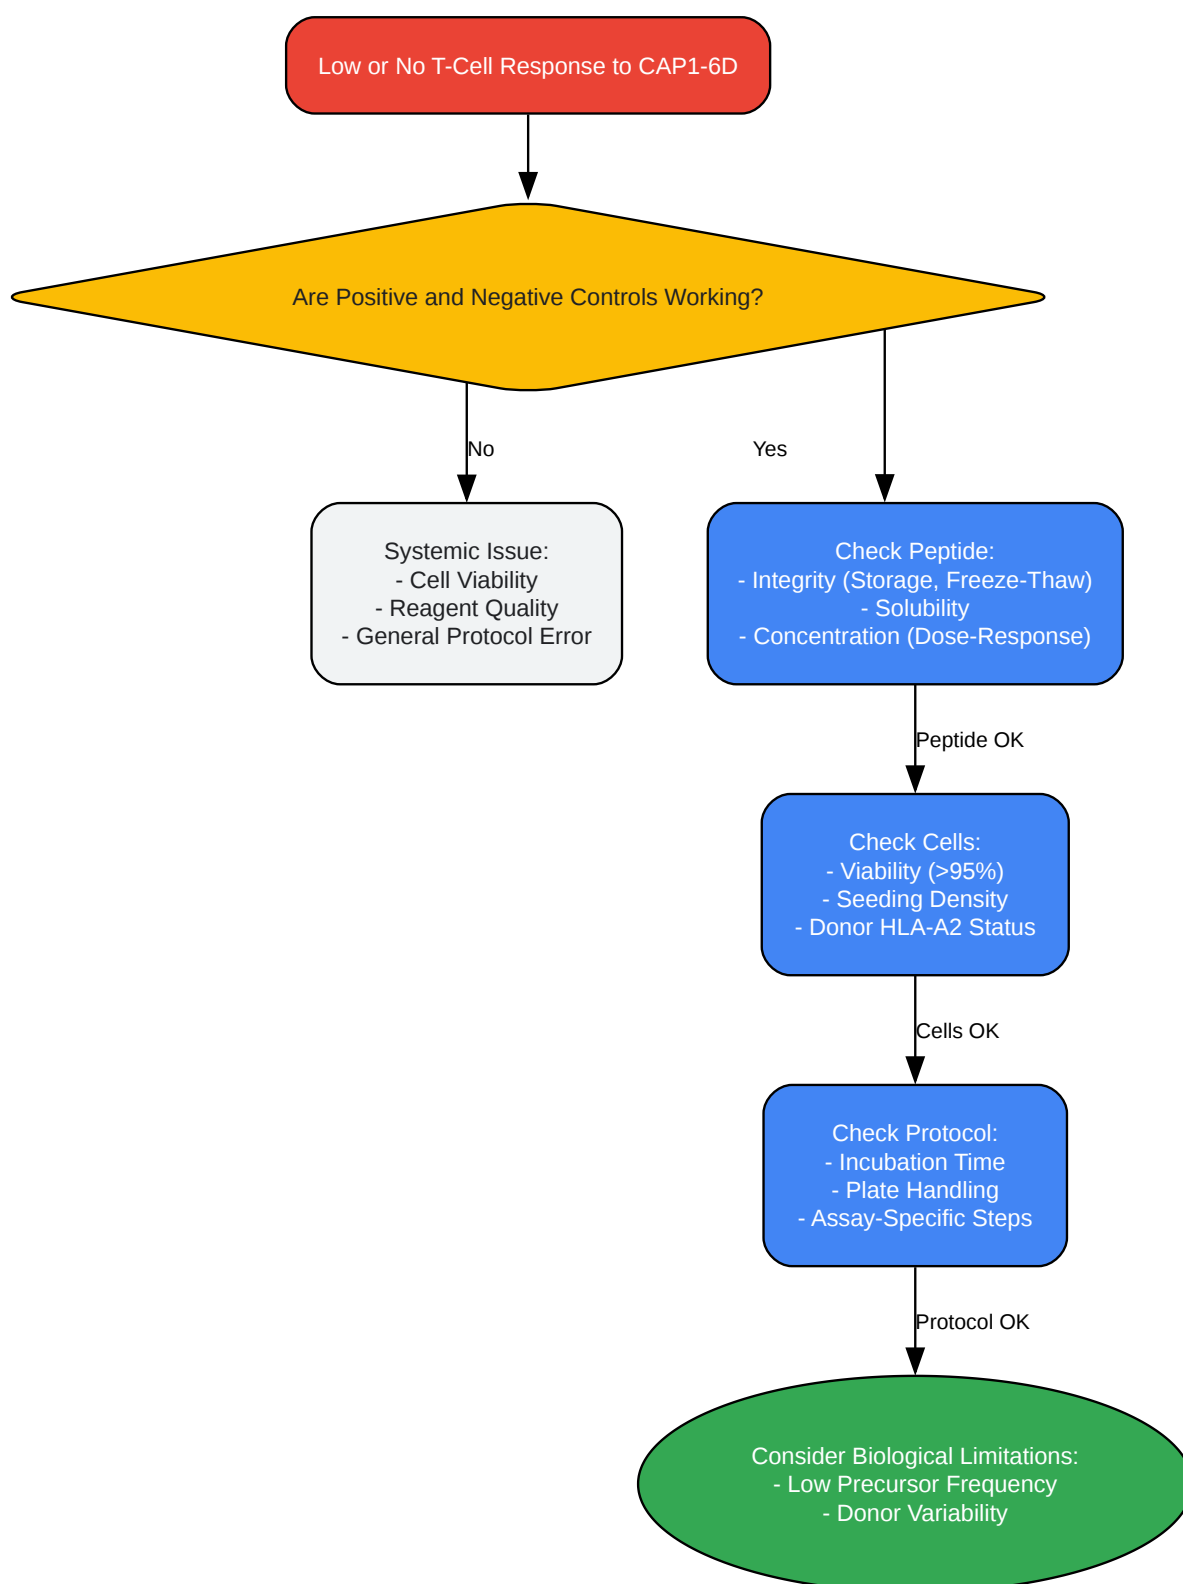 Low or No T-Cell Response to CAP1-6D
Are Positive and Negative Controls Working?
No
Yes
Systemic Issue:
- Cell Viability
- Reagent Quality
- General Protocol Error
Check Peptide:
- Integrity (Storage, Freeze-Thaw)
- Solubility
- Concentration (Dose-Response)
Peptide OK
Check Cells:
- Viability (>95%)
- Seeding Density
- Donor HLA-A2 Status
Cells OK
Check Protocol:
- Incubation Time
- Plate Handling
- Assay-Specific Steps
Protocol OK
Consider Biological Limitations:
- Low Precursor Frequency
- Donor Variability